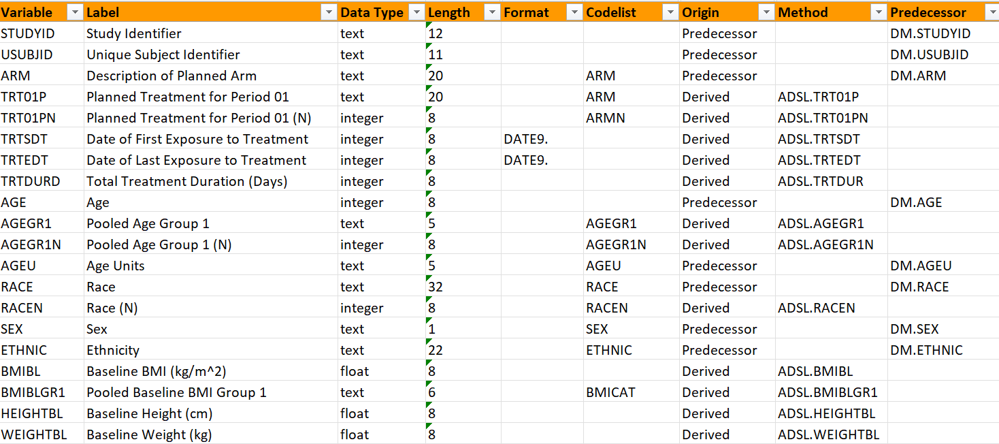 Variable Label Data Type Length Format Codelist Origin Method Predecessor
STUDYID Study Identifier text 12 Predecessor DM.STUDYID
USUBJID Unique Subject Identifier text 11 Predecessor DM.USUBJID
ARM Description of Planned Arm text 20 ARM Predecessor DM.ARM
TRT01P Planned Treatment for Period 01 text 20 ARM Derived ADSL.TRT01P
TRT01PN Planned Treatment for Period 01 (N) integer 8 ARMN Derived ADSL.TRT01PN
TRTSDT Date of First Exposure to Treatment integer 8 DATE9. Derived ADSL.TRTSDT
TRTEDT Date of Last Exposure to Treatment integer 8 DATE9. Derived ADSL.TRTEDT
TRTDURD Total Treatment Duration (Days) integer 8 Derived ADSL.TRTDUR
AGE Age integer 8 Predecessor DM.AGE
AGEGR1 Pooled Age Group 1 text 5 AGEGR1 Derived ADSL.AGEGR1
AGEGR1N Pooled Age Group 1 (N) integer 8 AGEGR1N Derived ADSL.AGEGR1N
AGEU Age Units text 5 AGEU Predecessor DM.AGEU
RACE Race text 32 RACE Predecessor DM.RACE
RACEN Race (N) integer 8 RACEN Derived ADSL.RACEN
SEX Sex text 1 SEX Predecessor DM.SEX
ETHNIC Ethnicity text 22 ETHNIC Predecessor DM.ETHNIC
BMIBL Baseline BMI (kg/m^2) float 8 Derived ADSL.BMIBL
BMIBLGR1 Pooled Baseline BMI Group 1 text 6 BMICAT Derived ADSL.BMIBLGR1
HEIGHTBL Baseline Height (cm) float 8 Derived ADSL.HEIGHTBL
WEIGHTBL Baseline Weight (kg) float 8 Derived ADSL.WEIGHTBL